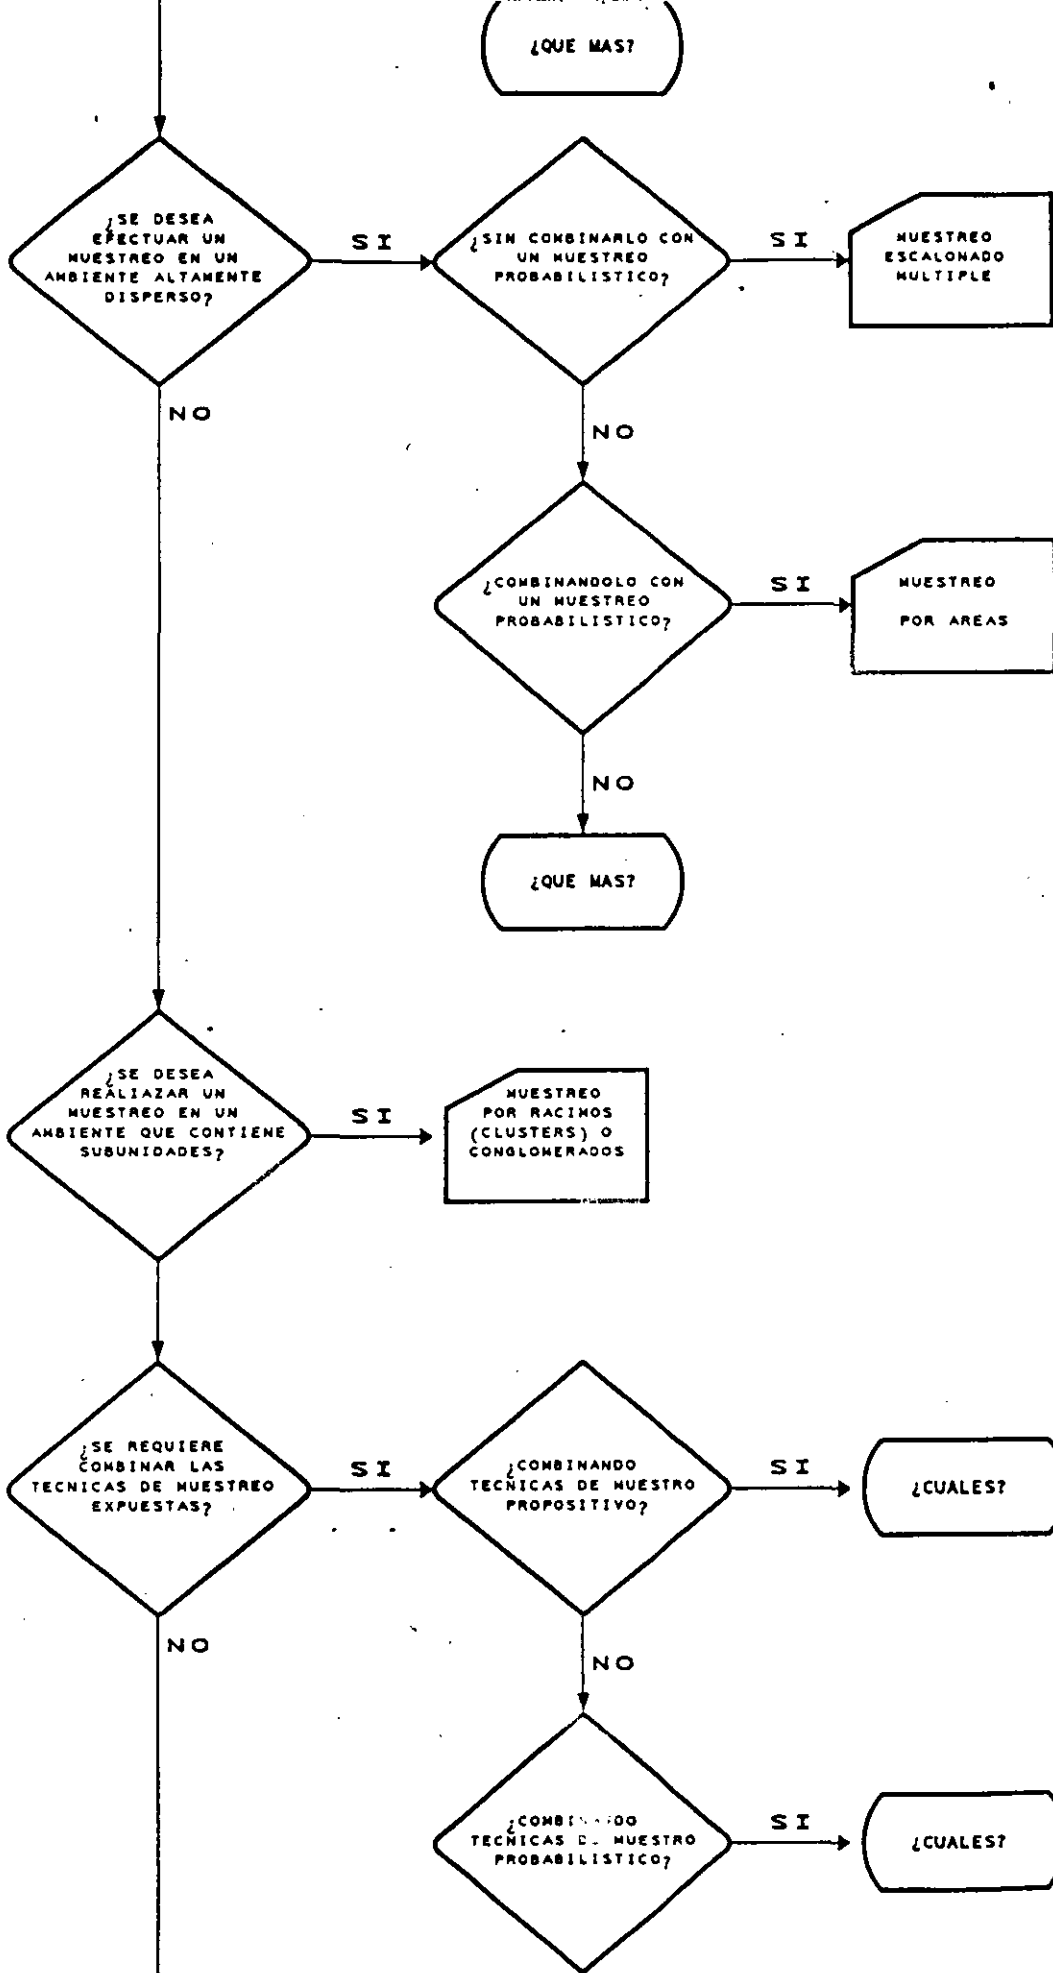 ¿QUE MAS?
¿SE DESEA
EFECTUAR UN
MUESTREO EN UN
AMBIENTE ALTAMENTE
DISPERSO?
SI
¿SIN COMBINARLO CON
UN MUESTREO
PROBABILISTICO?
SI
MUESTREO
ESCALONADO
MULTIPLE
NO
NO
¿COMBINANDOLO CON
UN MUESTREO
PROBABILISTICO?
SI
MUESTREO
POR AREAS
NO
¿QUE MAS?
¿SE DESEA
REALIAZAR UN
MUESTREO EN UN
AMBIENTE QUE CONTIENE
SUBUNIDADES?
SI
MUESTREO
POR RACIMOS
(CLUSTERS) O
CONGLOMERADOS
¿SE REQUIERE
COMBINAR LAS
TECNICAS DE MUESTREO
EXPUESTAS?
SI
¿COMBINANDO
TECNICAS DE MUESTRO
PROPOSITIVO?
SI
¿CUALES?
NO
NO
TECNICAS DE MUESTRO
PROBABILISTICO?
SI
¿CUALES?